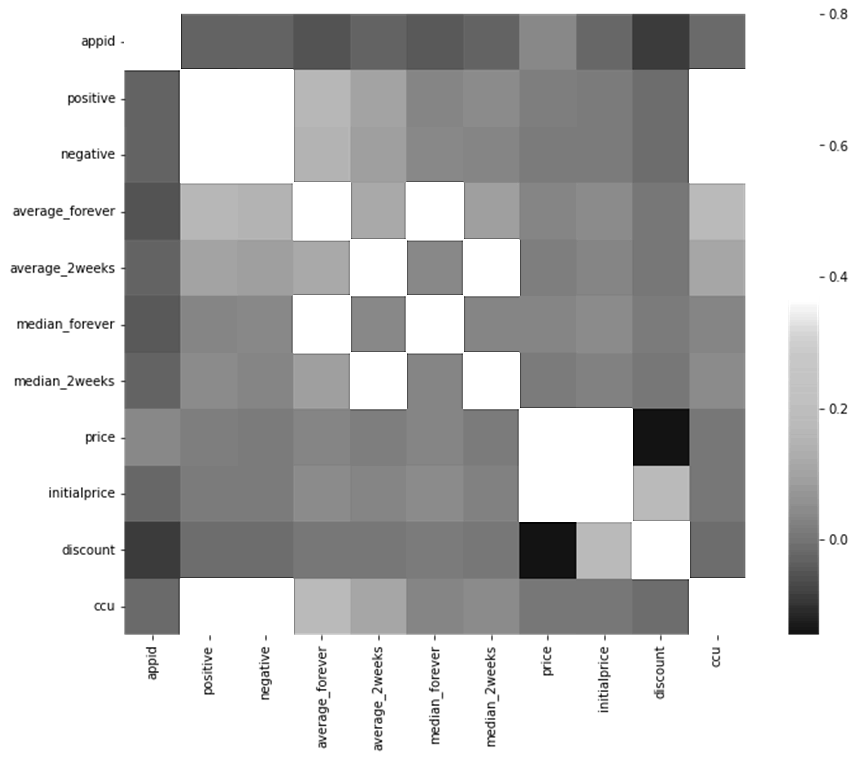 appid
positive
negative
average_forever
average_2weeks
median_forever
median_2weeks
price
initialprice
discount
ccu
appid
positive
negative
average_forever
average_2weeks
median_forever
median_2weeks
price
initialprice
discount
ccu
0.8
0.6
0.4
0.2
0.0